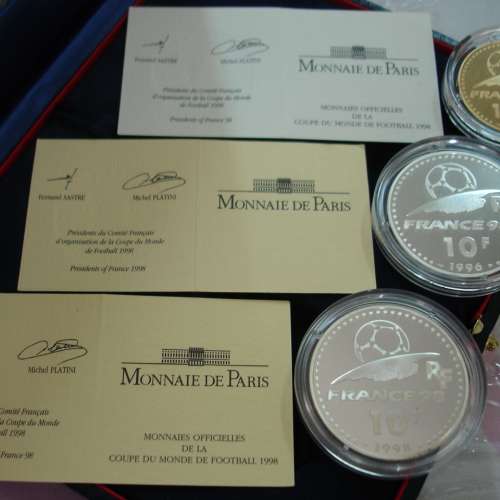 Fernand SASTRE
Michel PLATINI
Présidents du Comité Français
d'organisation de la Coupe du Monde
de Football 1998
Presidents of France 98
MONNAIE DE PARIS
MONNAIES OFFICIELLES
DE LA
COUPE DU MONDE DE FOOTBALL 1998
FRANCE
Fernand SASTRE
Michel PLATINI
Présidents du Comité Français
d'organisation de la Coupe du Monde
de Football 1998
Presidents of France 1998
MONNAIE DE PARIS
FRANCE 98
10F
1996
Michel PLATINI
Comité Français
la Coupe du Monde
1998
France 98
MONNAIE DE PARIS
MONNAIES OFFICIELLES
DE LA
COUPE DU MONDE DE FOOTBALL 1998
RF
FRANCE 98
10F
1998